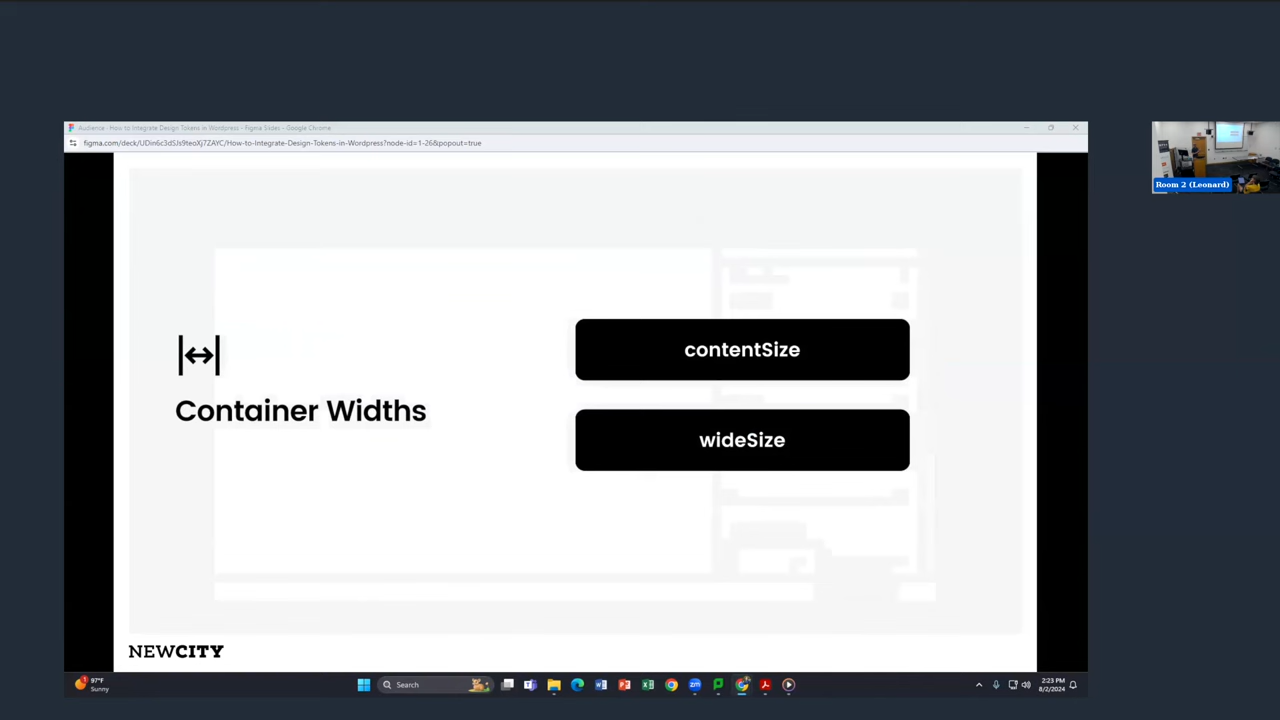 Audience - How to Integrate Design Tokens in Wordpress - Figma Slides - Google Chrome
figma.com/deck/UDin6c3dSJs9teoXj7ZAYC/How-to-Integrate-Design-Tokens-in-Wordpress?node-id=1-26&popout=true
Room 2 (Leonard)
contentSize
Container Widths
wideSize
NEWCITY
97°F
Sunny
Search
2:23 PM
8/2/2024